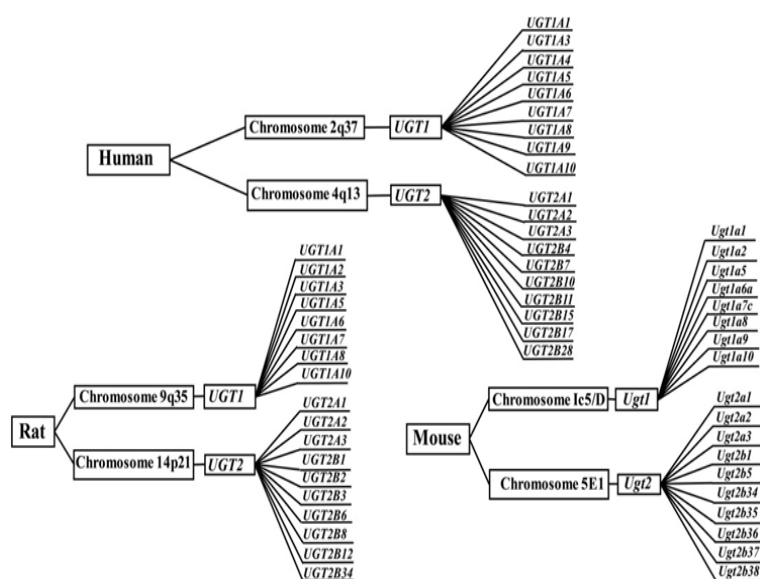 UGT1A1
UGT1A3
UGT1A4
UGT1A5
UGT1A6
UGT1A7
UGT1A8
UGT1A9
UGT1A10
Human
Chromosome 2q37
UGT1
Chromosome 4q13
UGT2
UGT2A1
UGT2A2
UGT2A3
UGT2B4
UGT2B7
UGT2B10
UGT2B11
UGT2B15
UGT2B17
UGT2B28
UGT1A1
UGT1A2
UGT1A3
UGT1A5
UGT1A6
UGT1A7
UGT1A8
UGT1A10
Rat
Chromosome 9q35
UGT1
Chromosome 14p21
UGT2
UGT2A1
UGT2A2
UGT2A3
UGT2B1
UGT2B2
UGT2B3
UGT2B6
UGT2B8
UGT2B12
UGT2B34
Ugt1a1
Ugt1a2
Ugt1a5
Ugt1a6a
Ugt1a7c
Ugt1a8
Ugt1a9
Ugt1a10
Mouse
Chromosome Ic5/D
Ugt1
Chromosome 5E1
Ugt2
Ugt2a1
Ugt2a2
Ugt2a3
Ugt2b1
Ugt2b5
Ugt2b34
Ugt2b35
Ugt2b36
Ugt2b37
Ugt2b38